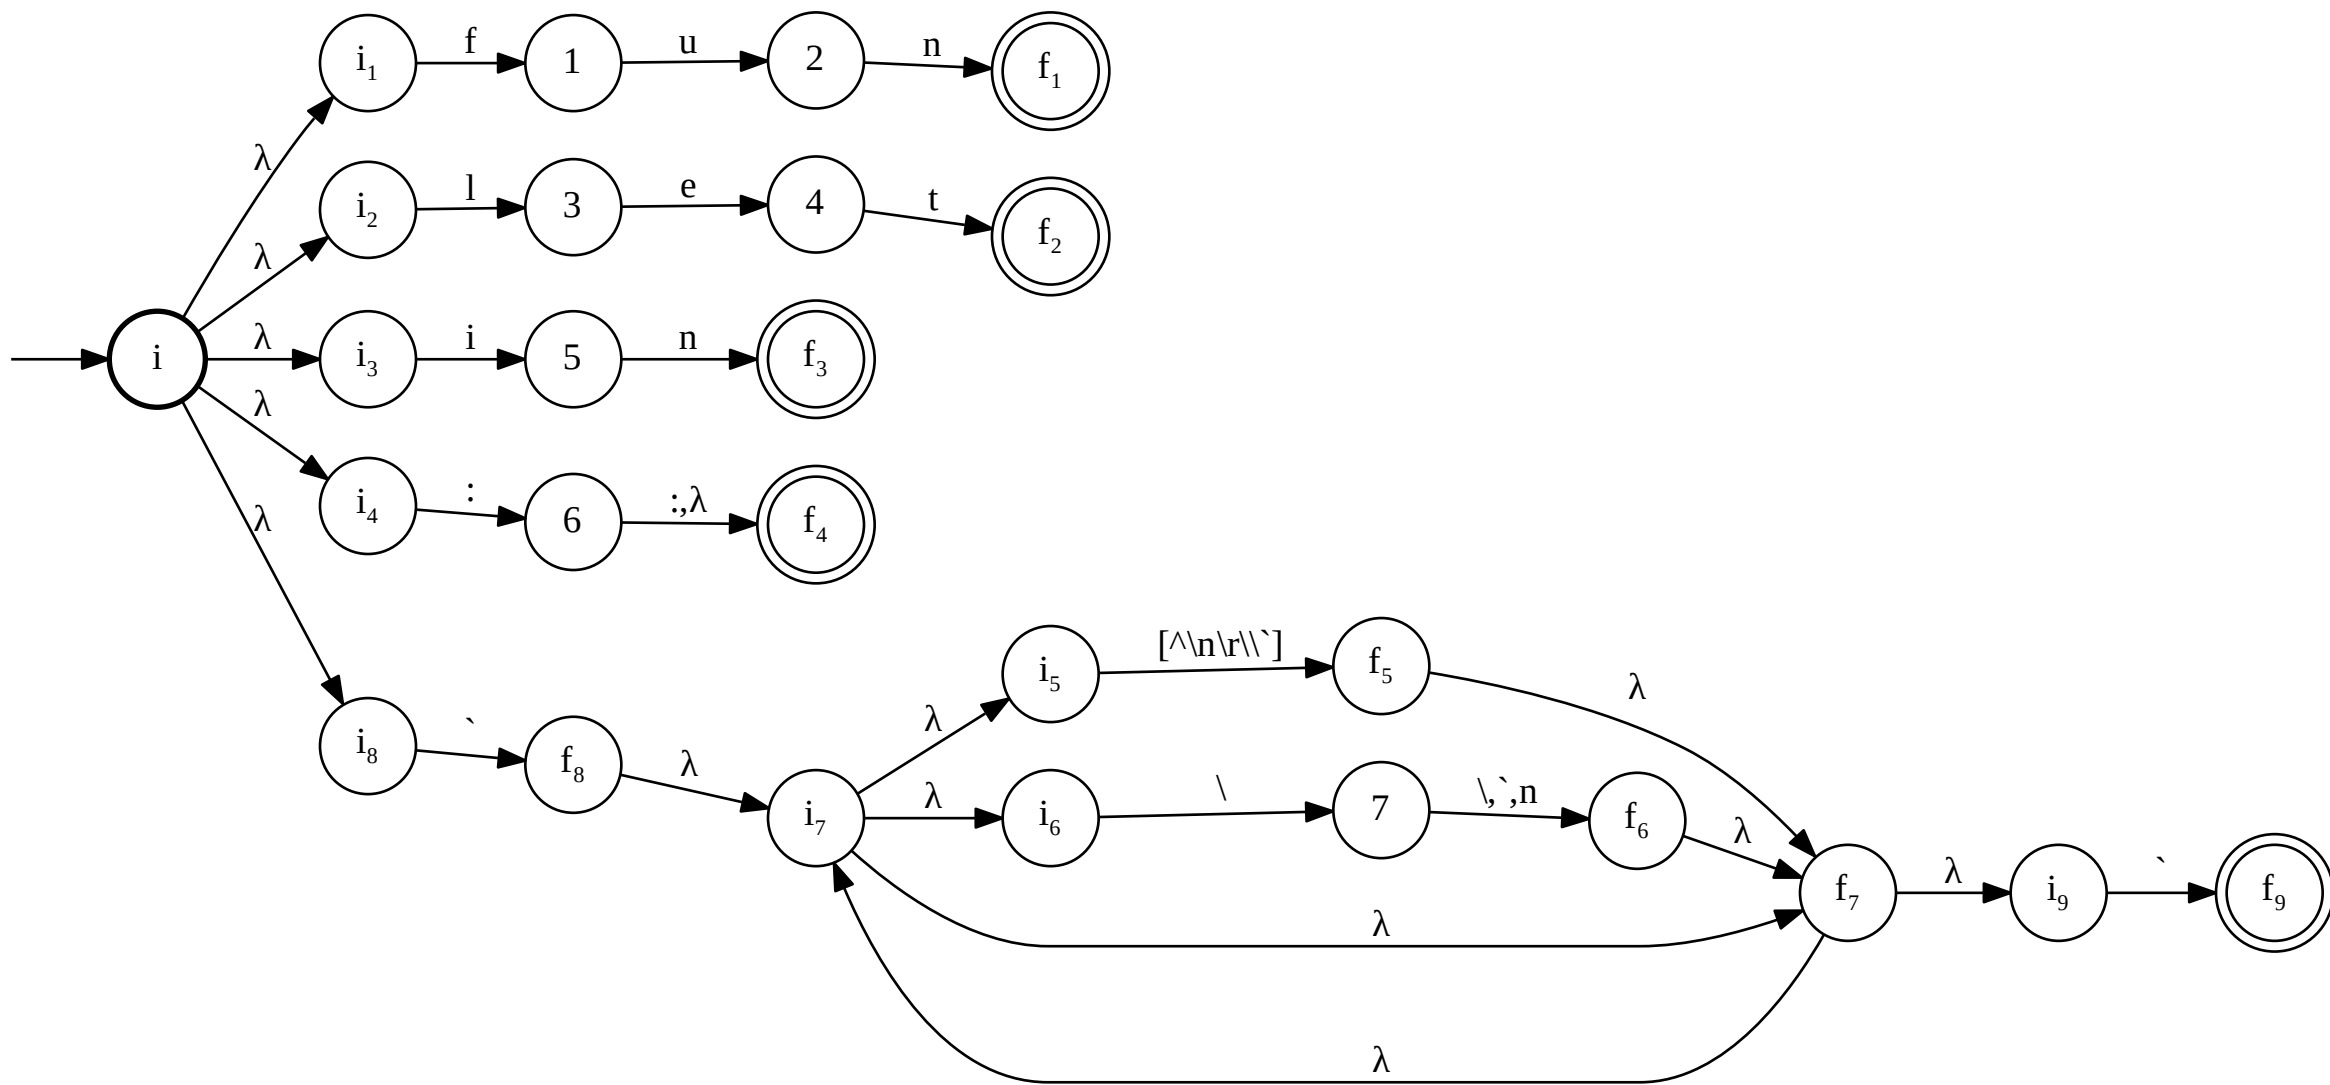 i₁ f 1 u 2 n f₁
λ
i₂ l 3 e 4 t f₂
λ
i λ i₃ i 5 n f₃
λ
i₄ : 6 :,λ f₄
λ
i₅ [^\n\r\\`] f₅ λ
i₈ ` f₈ λ i₇ λ
λ i₆ \ 7 \,`,n f₆ λ
λ
f₇ λ i₉ ` f₉
λ